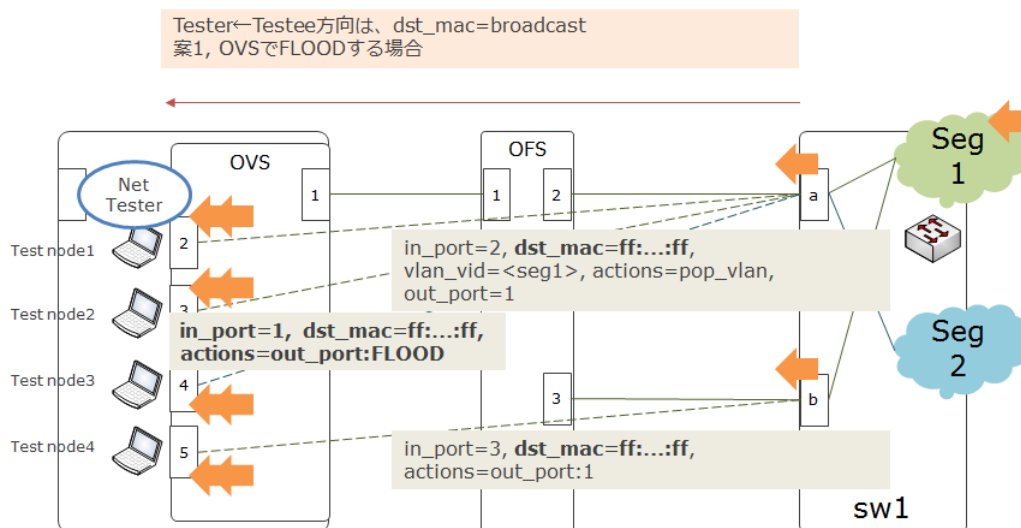 Tester←Testee方向は、dst_mac=broadcast
案1, OVSでFLOODする場合
OVS
OFS
Seg
1
Net
Tester
1
1
2
a
Test node1
2
in_port=2, dst_mac=ff:...:ff,
vlan_vid=<seg1>, actions=pop_vlan,
out_port=1
Test node2
3
in_port=1, dst_mac=ff:...:ff,
actions=out_port:FLOOD
Seg
2
Test node3
4
3
b
Test node4
5
in_port=3, dst_mac=ff:...:ff,
actions=out_port:1
sw1